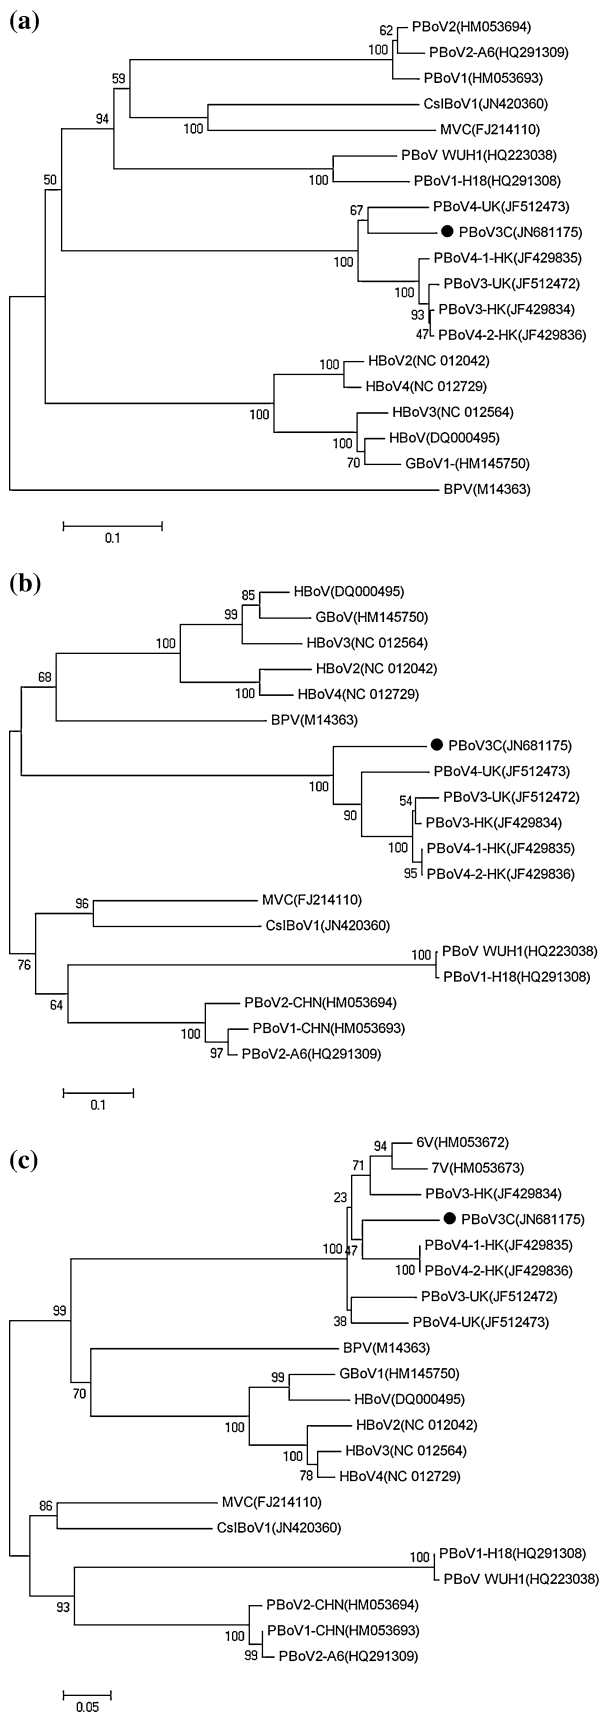 (a)
PBoV2(HM053694)
62
PBoV2-A6(HQ291309)
100
PBoV1(HM053693)
59
CslBoV1(JN420360)
94
100
MVC(FJ214110)
PBoV WUH1(HQ223038)
100
PBoV1-H18(HQ291308)
50
67
PBoV4-UK(JF512473)
PBoV3C(JN681175)
100
PBoV4-1-HK(JF429835)
100
PBoV3-UK(JF512472)
93
PBoV3-HK(JF429834)
47
PBoV4-2-HK(JF429836)
100
HBoV2(NC 012042)
HBoV4(NC 012729)
100
HBoV3(NC 012564)
100
HBoV(DQ000495)
70
GBoV1-(HM145750)
BPV(M14363)
0.1
(b)
85
HBoV(DQ000495)
99
GBoV(HM145750)
100
HBoV3(NC 012564)
68
HBoV2(NC 012042)
100
HBoV4(NC 012729)
BPV(M14363)
PBoV3C(JN681175)
100
PBoV4-UK(JF512473)
90
54
PBoV3-UK(JF512472)
PBoV3-HK(JF429834)
100
PBoV4-1-HK(JF429835)
95
PBoV4-2-HK(JF429836)
96
MVC(FJ214110)
CslBoV1(JN420360)
76
100
PBoV WUH1(HQ223038)
PBoV1-H18(HQ291308)
64
PBoV2-CHN(HM053694)
100
PBoV1-CHN(HM053693)
97
PBoV2-A6(HQ291309)
0.1
(c)
94
6V(HM053672)
71
7V(HM053673)
23
PBoV3-HK(JF429834)
PBoV3C(JN681175)
100
47
PBoV4-1-HK(JF429835)
100
PBoV4-2-HK(JF429836)
PBoV3-UK(JF512472)
38
PBoV4-UK(JF512473)
99
BPV(M14363)
70
99
GBoV1(HM145750)
HBoV(DQ000495)
100
HBoV2(NC 012042)
100
HBoV3(NC 012564)
78
HBoV4(NC 012729)
86
MVC(FJ214110)
CslBoV1(JN420360)
100
PBoV1-H18(HQ291308)
PBoV WUH1(HQ223038)
93
PBoV2-CHN(HM053694)
100
PBoV1-CHN(HM053693)
99
PBoV2-A6(HQ291309)
0.05